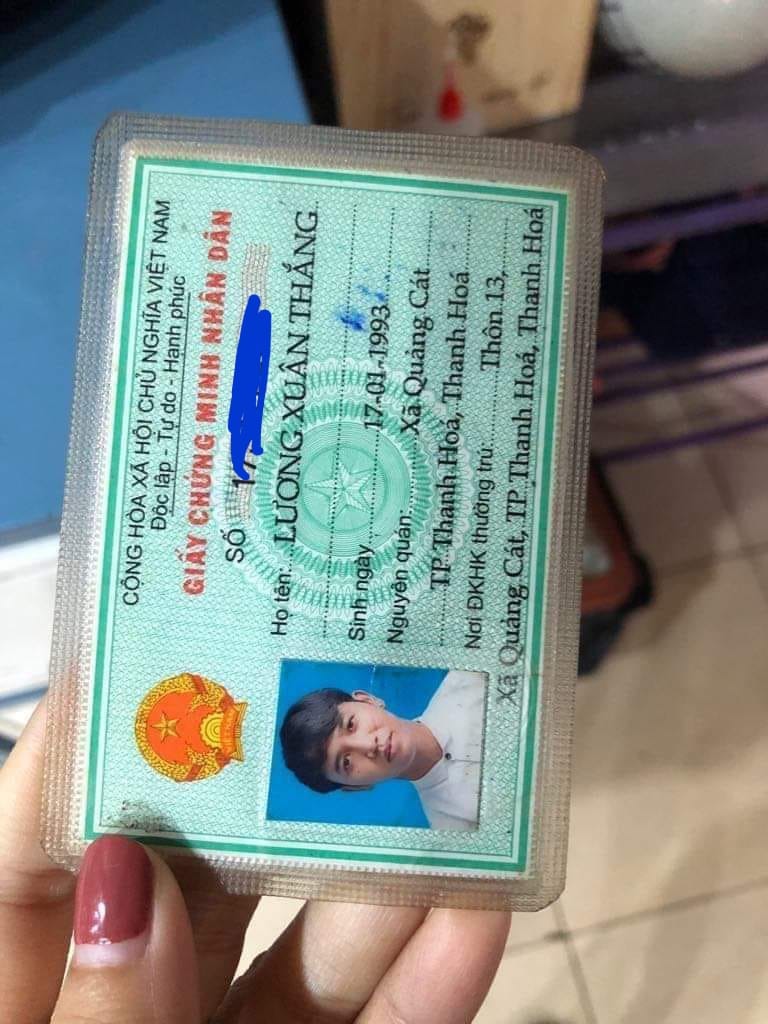 CỘNG HÒA XÃ HỘI CHỦ NGHĨA VIỆT NAM
Độc lập - Tự do - Hạnh phúc
GIẤY CHỨNG MINH NHÂN DÂN
SỐ 17
Họ tên: LƯƠNG XUÂN THẮNG
Sinh ngày 17-01-1993
Nguyên quán: Xã Quảng Cát
TP Thanh Hoá, Thanh Hoá
Nơi ĐKHK thường trú: Thôn 13,
Xã Quảng Cát, TP Thanh Hoá, Thanh Hoá